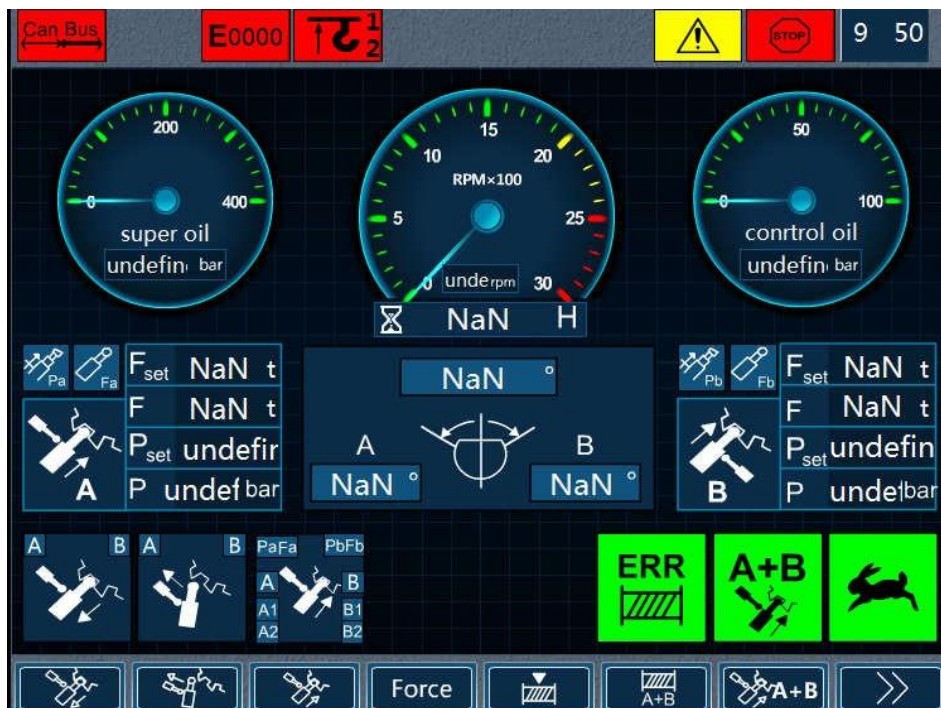 Can Bus
E0000
1
2
STOP
9 50
200
0
400
super oil
undefin bar
15
10
20
RPM×100
5
25
0
30
unde rpm
NaN H
50
0
100
conrtrol oil
undefin bar
Pa
Fa
Fset NaN t
F NaN t
Pset undefin
P undef bar
A
NaN °
A
B
NaN °
NaN °
Pb
Fb
Fset NaN t
F NaN t
Pset undefin
P undef bar
B
A B
A B
PaFa PbFb
A B
A1 B1
A2 B2
ERR
A+B
Force
A+B
A+B